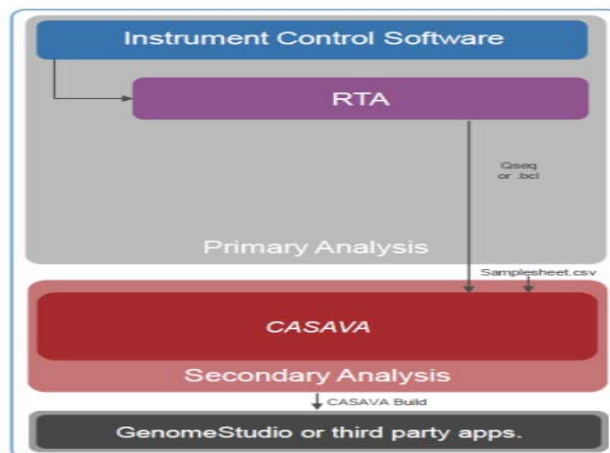 Instrument Control Software
RTA
Qseq
or .bcl
Primary Analysis
Samplesheet.csv
CASAVA
Secondary Analysis
CASAVA Build
GenomeStudio or third party apps.